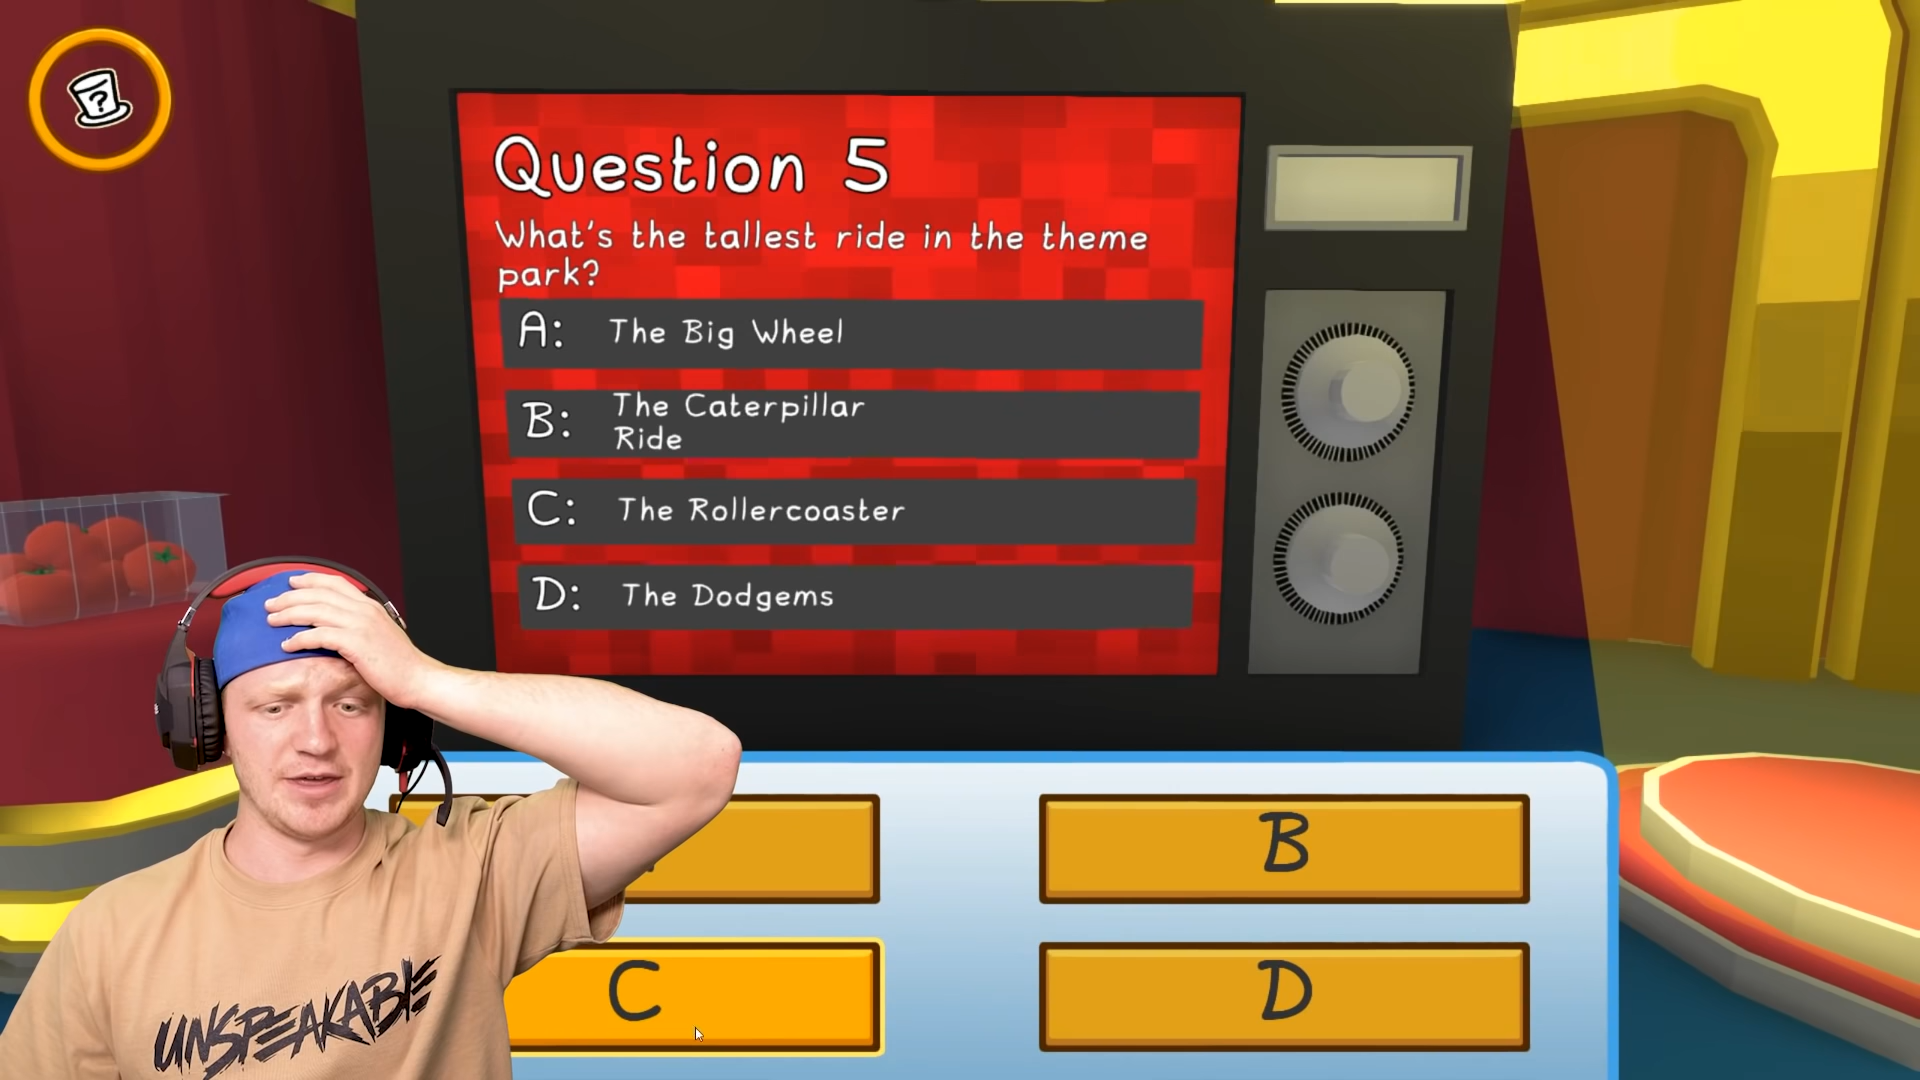 ?
Question 5
What's the tallest ride in the theme
park?
A: The Big Wheel
B: The Caterpillar
Ride
C: The Rollercoaster
D: The Dodgems
B
C
D
UNSPEAKABLE